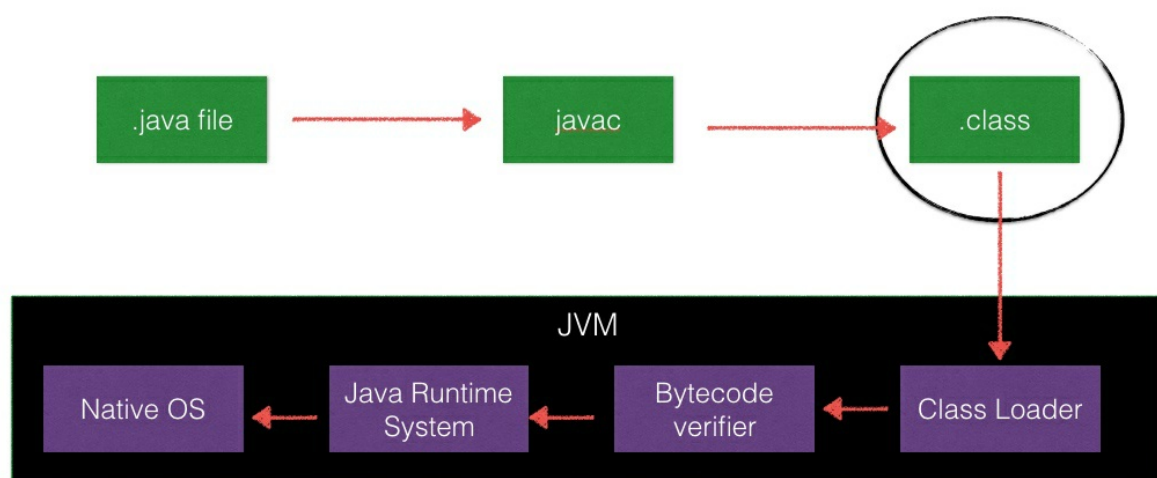 .java file
javac
.class
JVM
Native OS
Java Runtime
System
Bytecode
verifier
Class Loader